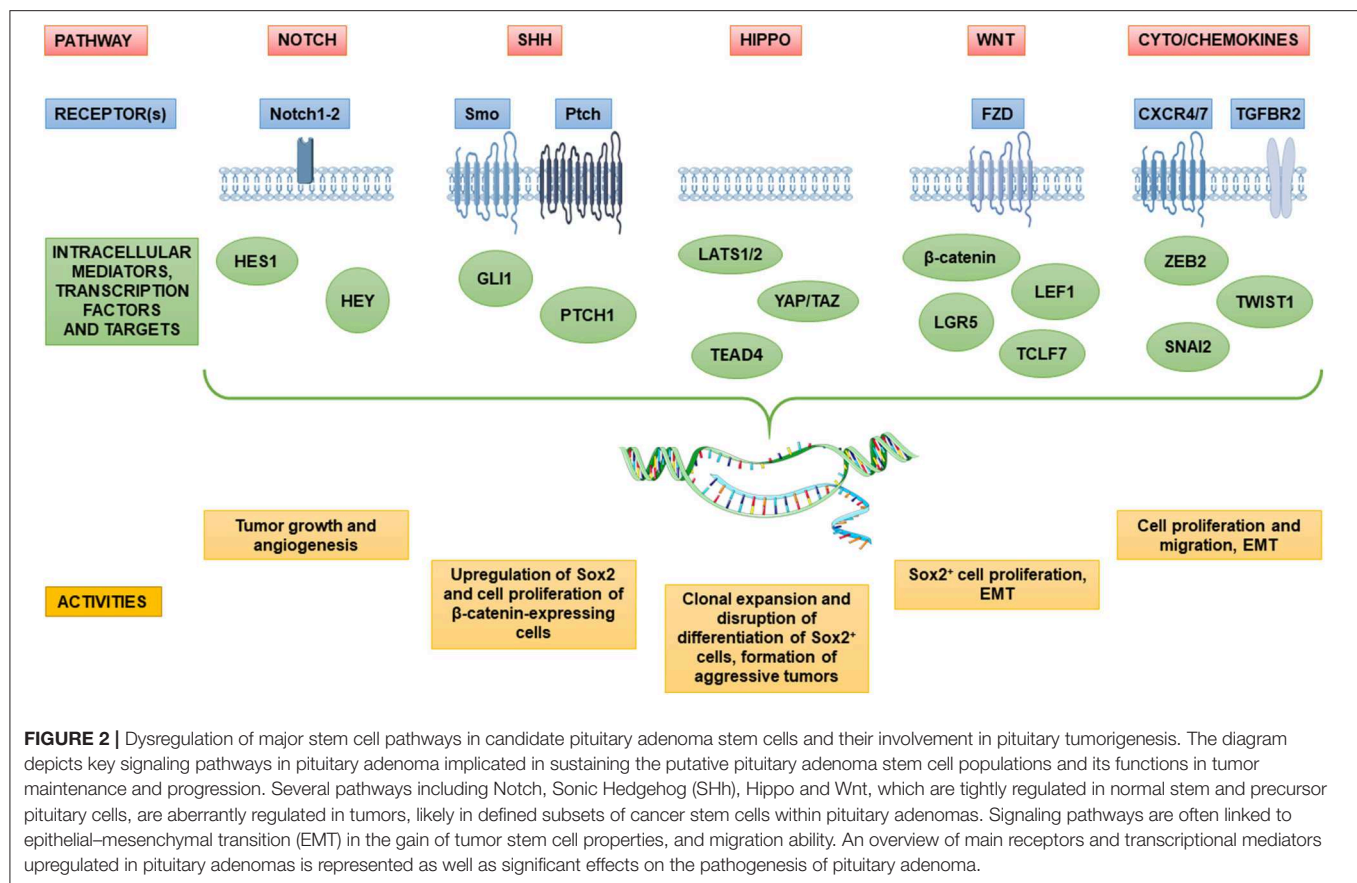 PATHWAY NOTCH SHH HIPPO WNT CYTO/CHEMOKINES
RECEPTOR(s) Notch1-2 Smo Ptch FZD CXCR4/7 TGFBR2
INTRACELLULAR
MEDIATORS,
TRANSCRIPTION
FACTORS
AND TARGETS
HES1
HEY
GLI1
PTCH1
LATS1/2
YAP/TAZ
TEAD4
β-catenin
LEF1
LGR5
TCLF7
ZEB2
TWIST1
SNAI2
ACTIVITIES
Tumor growth and
angiogenesis
Upregulation of Sox2
and cell proliferation of
β-catenin-expressing
cells
Clonal expansion and
disruption of
differentiation of Sox2⁺
cells, formation of
aggressive tumors
Sox2⁺ cell proliferation,
EMT
Cell proliferation and
migration, EMT
FIGURE 2 | Dysregulation of major stem cell pathways in candidate pituitary adenoma stem cells and their involvement in pituitary tumorigenesis. The diagram
depicts key signaling pathways in pituitary adenoma implicated in sustaining the putative pituitary adenoma stem cell populations and its functions in tumor
maintenance and progression. Several pathways including Notch, Sonic Hedgehog (SHh), Hippo and Wnt, which are tightly regulated in normal stem and precursor
pituitary cells, are aberrantly regulated in tumors, likely in defined subsets of cancer stem cells within pituitary adenomas. Signaling pathways are often linked to
epithelial–mesenchymal transition (EMT) in the gain of tumor stem cell properties, and migration ability. An overview of main receptors and transcriptional mediators
upregulated in pituitary adenomas is represented as well as significant effects on the pathogenesis of pituitary adenoma.